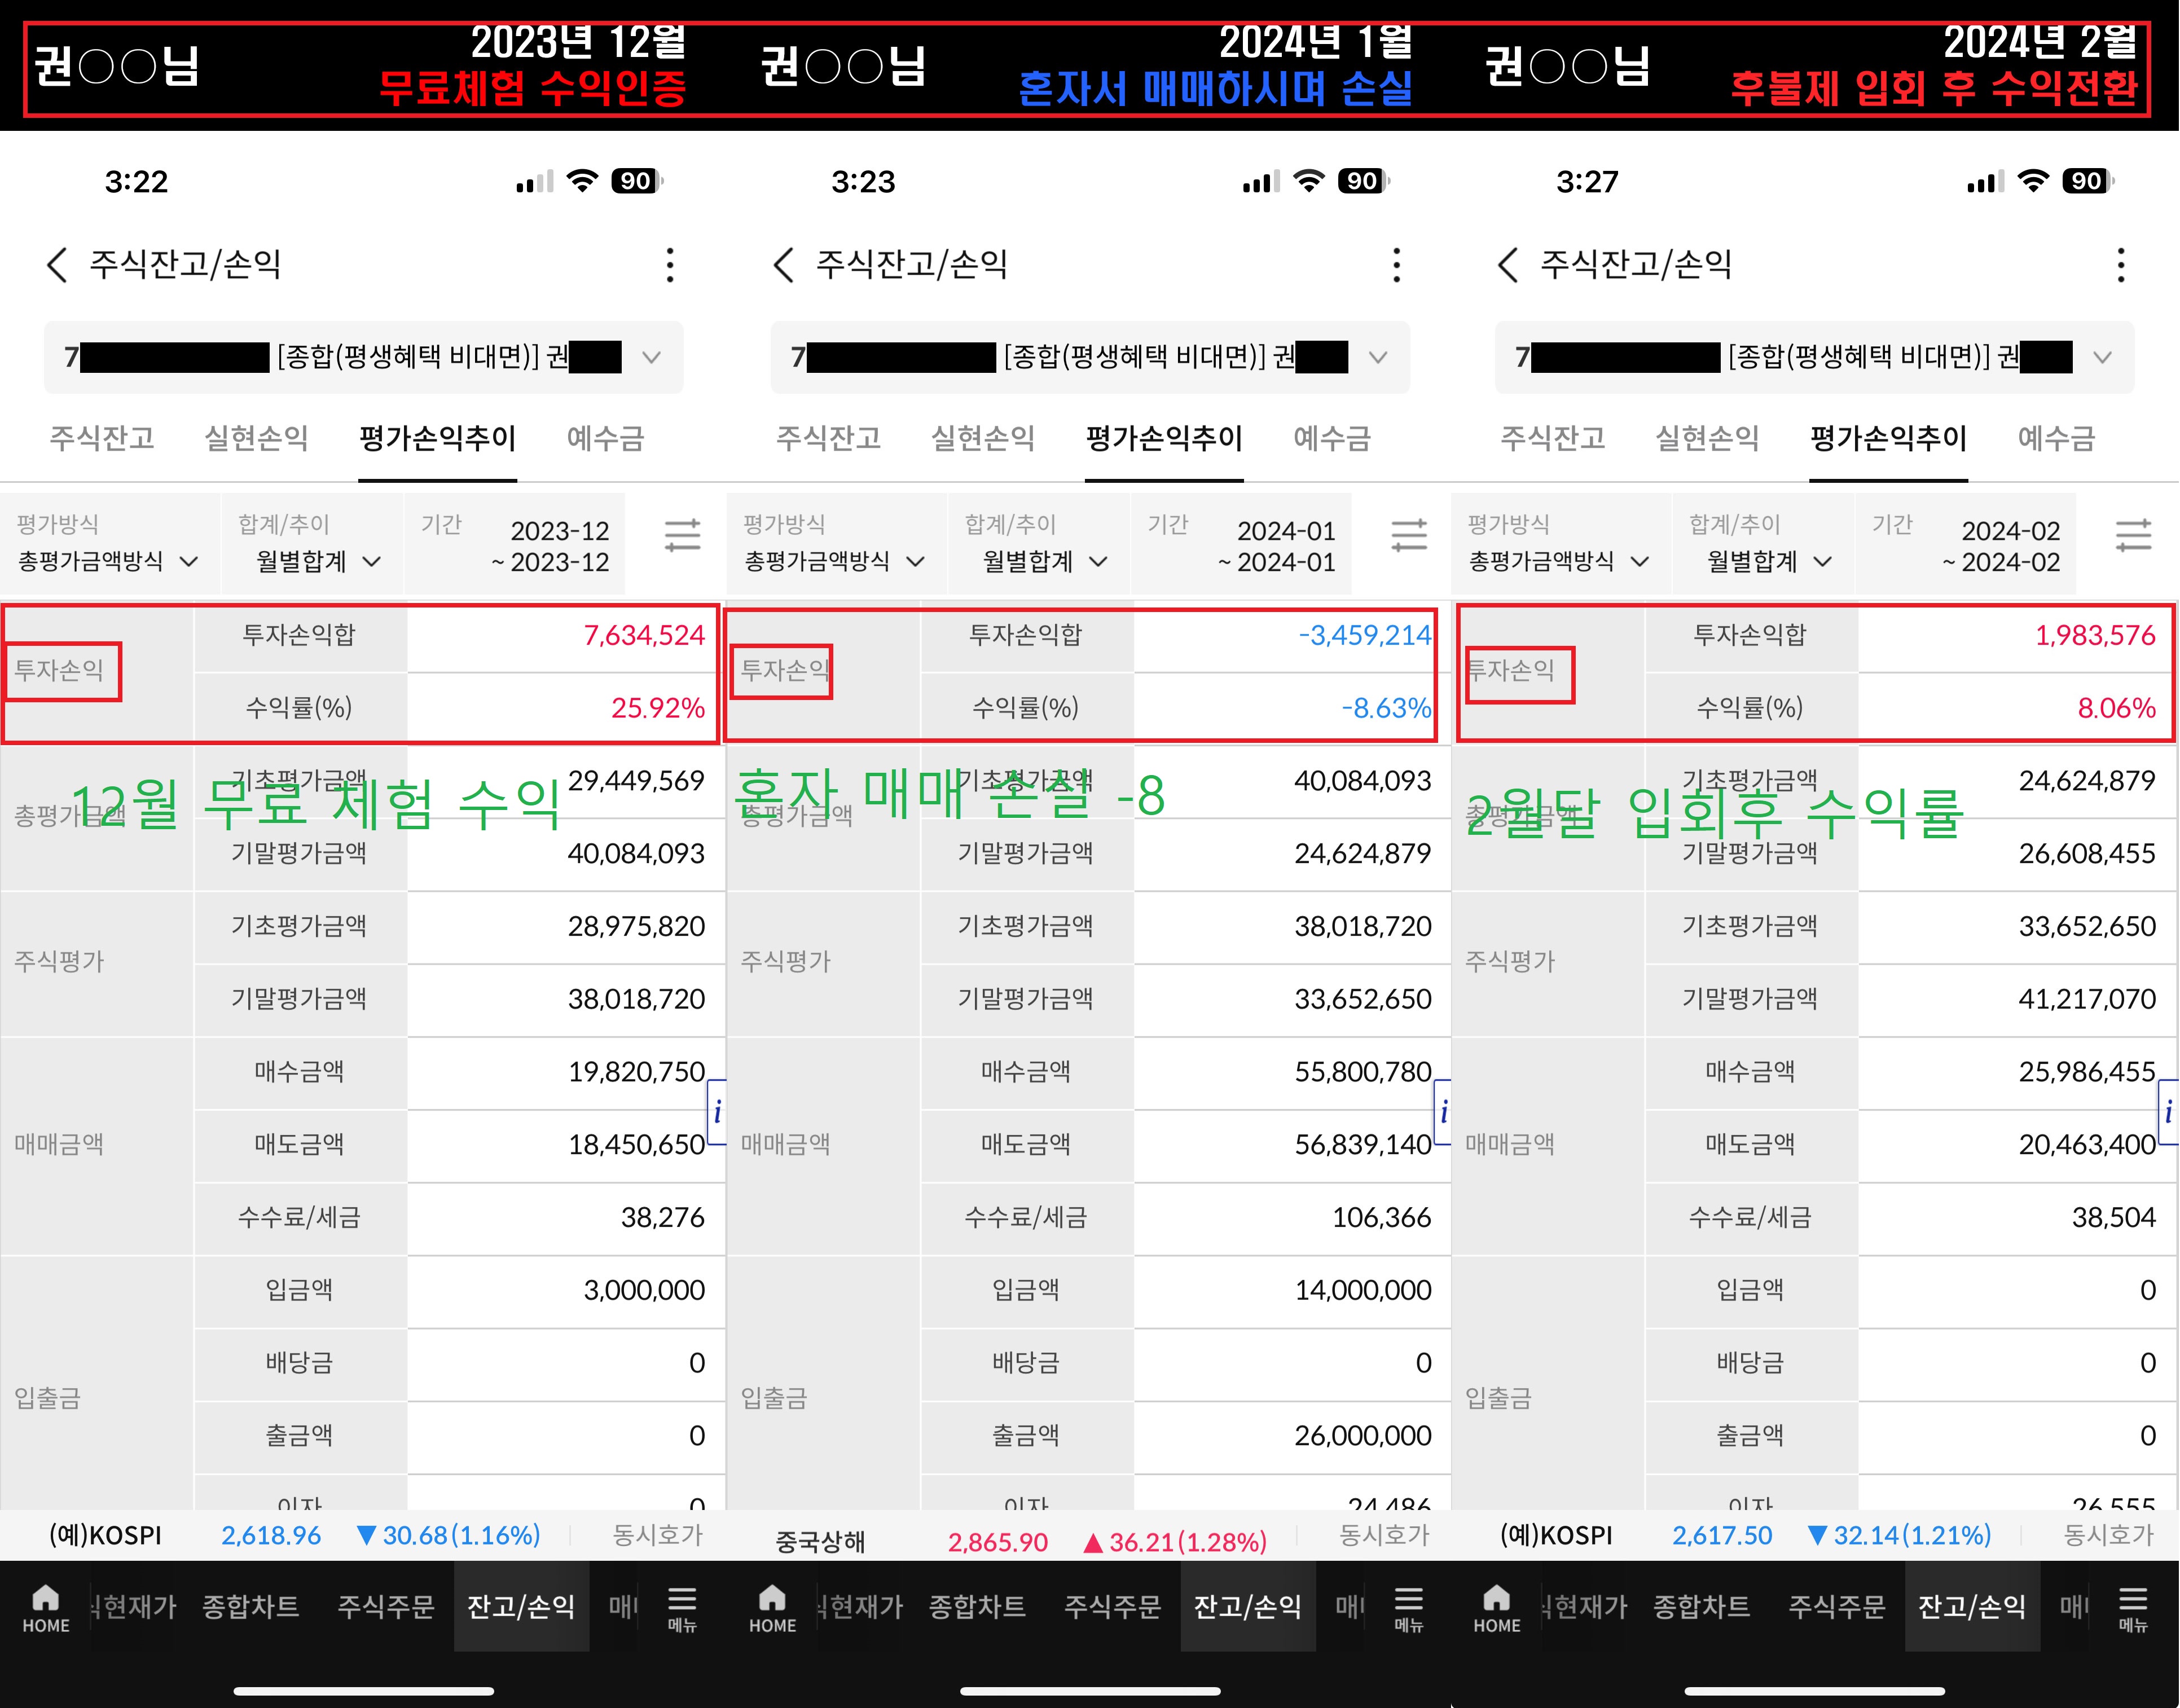 권○○님
2023년 12월
무료체험 수익인증
3:22
90
주식잔고/손익
7 [종합(평생혜택 비대면)] 권
주식잔고 실현손익 평가손익추이 예수금
평가방식 합계/추이 기간 2023-12
총평가금액방식 월별합계 ~ 2023-12
투자손익
투자손익합 7,634,524
수익률(%) 25.92%
12월 무료 체험 수익
총평가금액
기초평가금액 29,449,569
기말평가금액 40,084,093
주식평가
기초평가금액 28,975,820
기말평가금액 38,018,720
매매금액
매수금액 19,820,750
매도금액 18,450,650
수수료/세금 38,276
입출금
입금액 3,000,000
배당금 0
출금액 0
이자 0
i
(예)KOSPI 2,618.96 ▼30.68(1.16%) 동시호가
HOME 식현재가 종합차트 주식주문 잔고/손익 매 메뉴
권○○님
2024년 1월
혼자서 매매하시며 손실
3:23
90
주식잔고/손익
7 [종합(평생혜택 비대면)] 권
주식잔고 실현손익 평가손익추이 예수금
평가방식 합계/추이 기간 2024-01
총평가금액방식 월별합계 ~ 2024-01
투자손익
투자손익합 -3,459,214
수익률(%) -8.63%
혼자 매매 손실 -8
총평가금액
기초평가금액 40,084,093
기말평가금액 24,624,879
주식평가
기초평가금액 38,018,720
기말평가금액 33,652,650
매매금액
매수금액 55,800,780
매도금액 56,839,140
수수료/세금 106,366
입출금
입금액 14,000,000
배당금 0
출금액 26,000,000
이자 24,486
i
중국상해 2,865.90 ▲36.21(1.28%) 동시호가
HOME 식현재가 종합차트 주식주문 잔고/손익 매 메뉴
권○○님
2024년 2월
후불제 입회 후 수익전환
3:27
90
주식잔고/손익
7 [종합(평생혜택 비대면)] 권
주식잔고 실현손익 평가손익추이 예수금
평가방식 합계/추이 기간 2024-02
총평가금액방식 월별합계 ~ 2024-02
투자손익
투자손익합 1,983,576
수익률(%) 8.06%
2월달 입회후 수익률
총평가금액
기초평가금액 24,624,879
기말평가금액 26,608,455
주식평가
기초평가금액 33,652,650
기말평가금액 41,217,070
매매금액
매수금액 25,986,455
매도금액 20,463,400
수수료/세금 38,504
입출금
입금액 0
배당금 0
출금액 0
이자 26,555
i
(예)KOSPI 2,617.50 ▼32.14(1.21%) 동시호가
HOME 식현재가 종합차트 주식주문 잔고/손익 매 메뉴